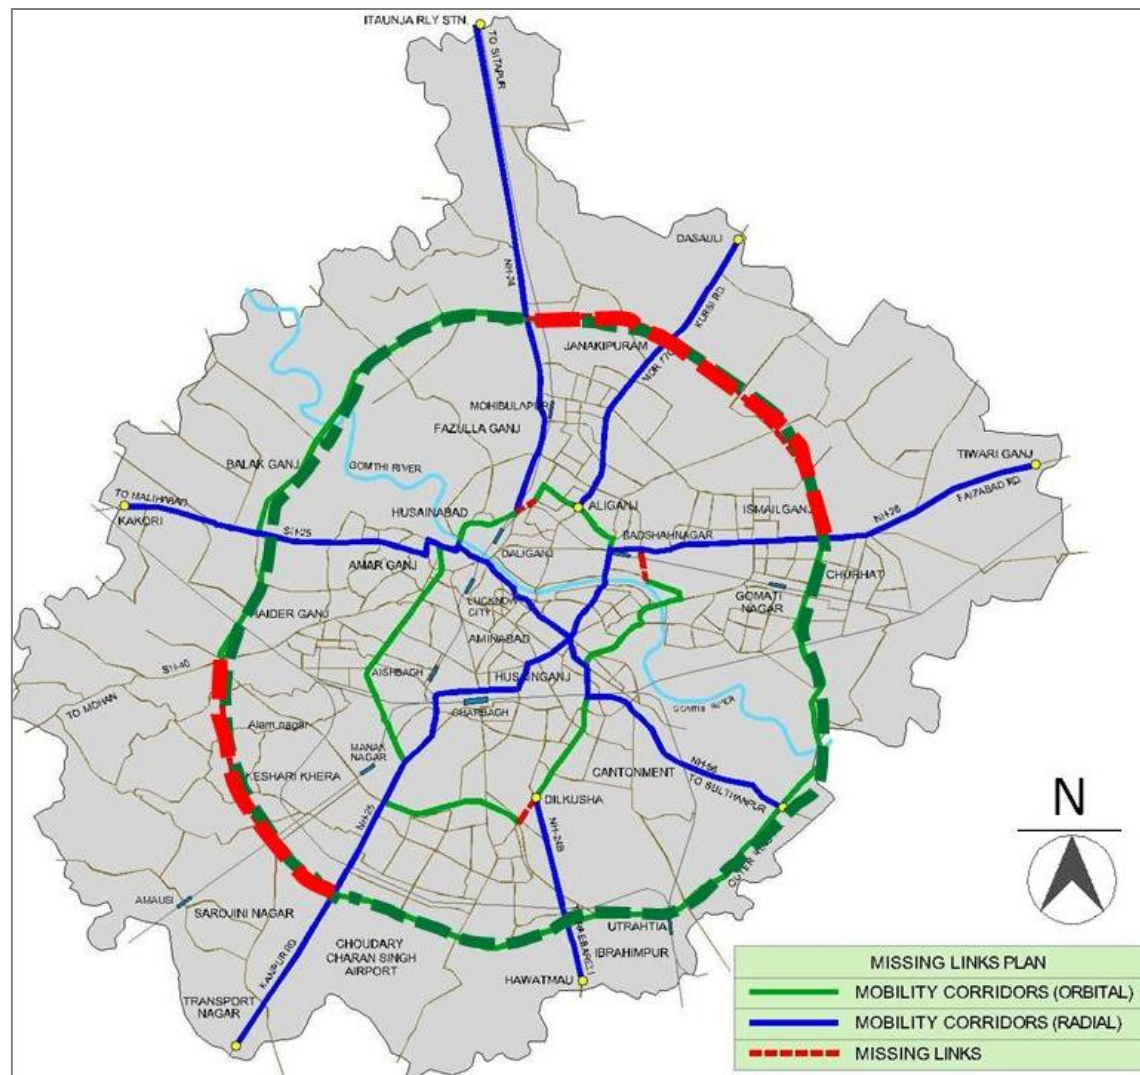 ITAUNJA RLY STN.
TO SITAPUR
DASAULI
NH-24
KURSI RD.
JANAKIPURAM
MOHIBULAPUR
FAZULLA GANJ
BALAK GANJ
GOMTHI RIVER
TIWARI GANJ
FAIZABAD RD.
TO MALIHABAD
KAKORI
HUSAINABAD
ALIGANJ
ISMAILGANJ
NH-28
SH-25
BADSHAHNAGAR
DALIGANJ
AMAR GANJ
CHURHAT
LUCKNOW
CITY
GOMATI
NAGAR
HAIDER GANJ
AMINABAD
SH-40
AISHBAGH
HUSAINGANJ
TO MOHAN
CHARBAGH
GOMTHI RIVER
Alam nagar
MANAK
NAGAR
NH-56
KESHARI KHERA
CANTONMENT
TO SULTHANPUR
DILKUSHA
NH-25
NH-24B
N
AMAUSI
SAROJINI NAGAR
UTRAHTIA
CHOUDARY
CHARAN SINGH
AIRPORT
IBRAHIMPUR
KANPUR RD
HAWATMAU
TRANSPORT
NAGAR
MISSING LINKS PLAN
MOBILITY CORRIDORS (ORBITAL)
MOBILITY CORRIDORS (RADIAL)
MISSING LINKS